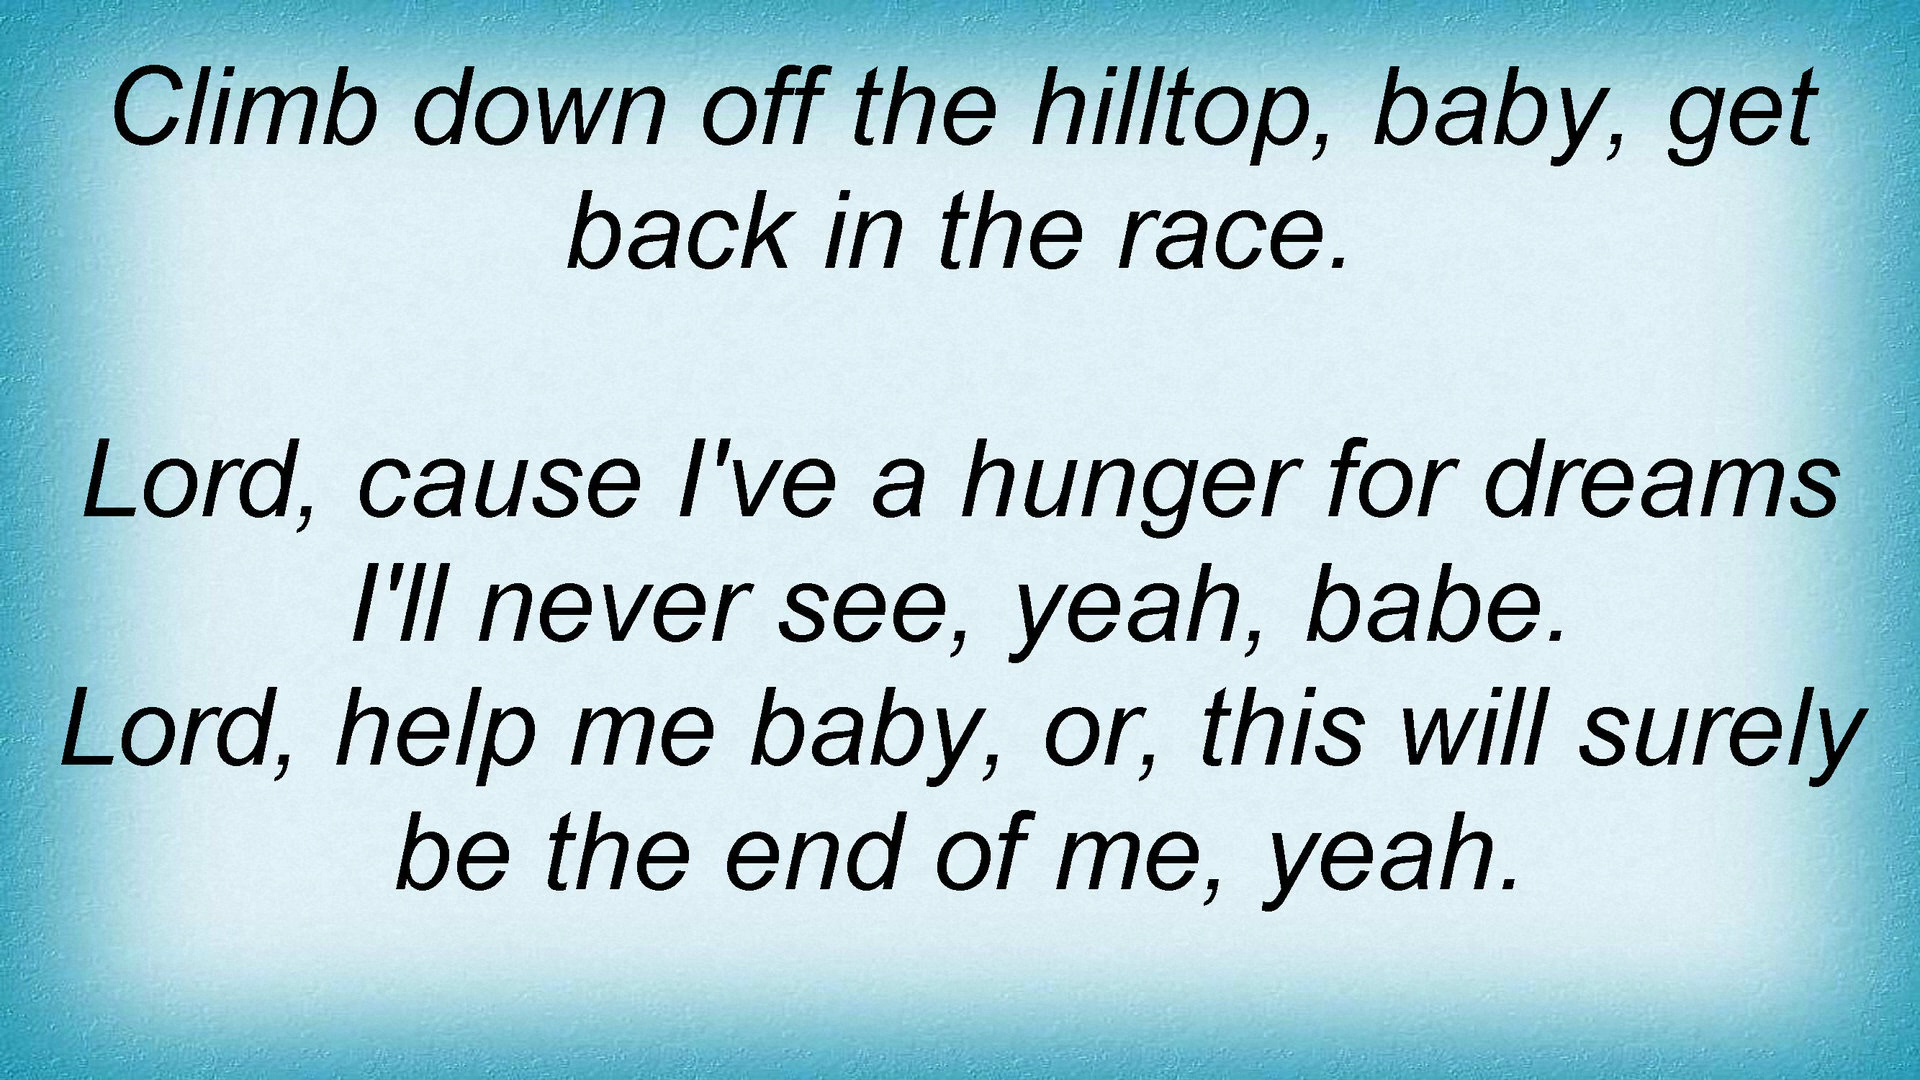 Climb down off the hilltop, baby, get
back in the race.
Lord, cause I've a hunger for dreams
I'll never see, yeah, babe.
Lord, help me baby, or, this will surely
be the end of me, yeah.